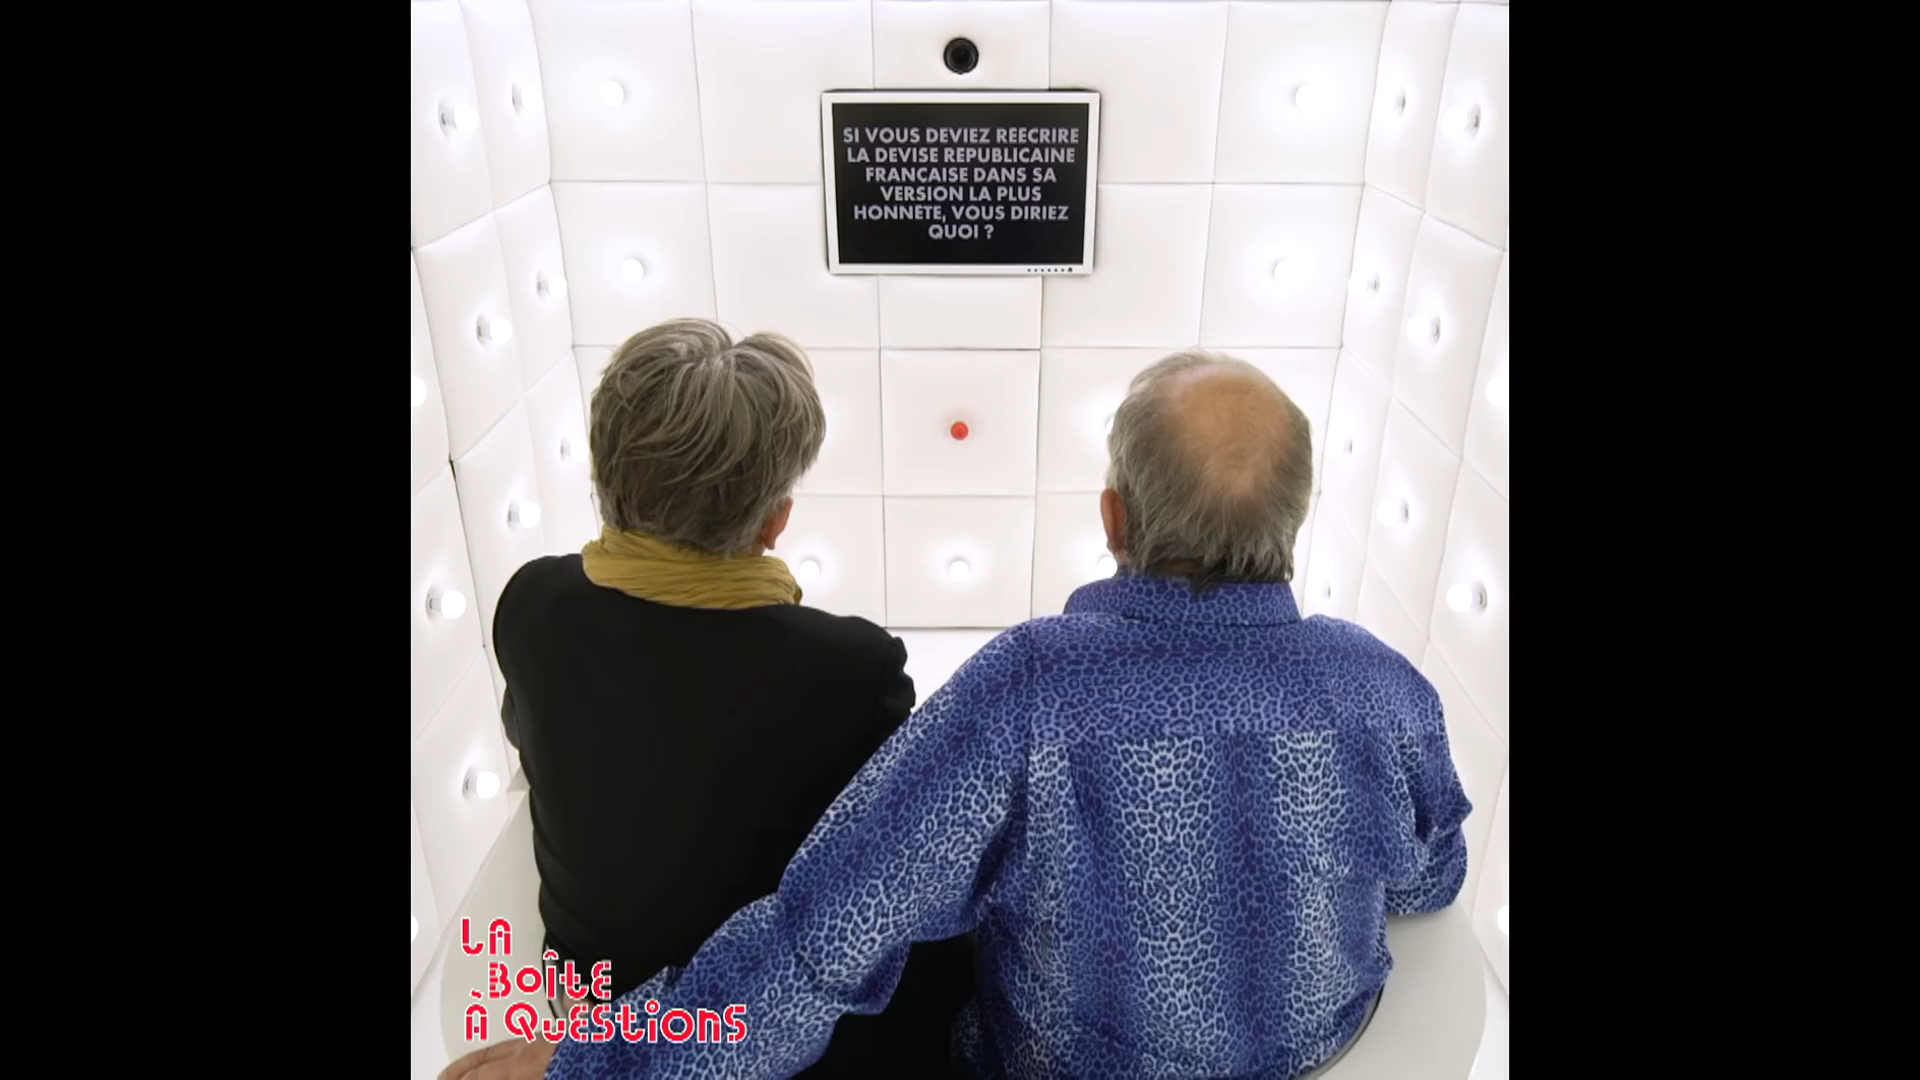 SI VOUS DEVIEZ REECRIRE
LA DEVISE REPUBLICAINE
FRANÇAISE DANS SA
VERSION LA PLUS
HONNETE, VOUS DIRIEZ
QUOI ?
LA
BOÎTE
À QUESTIONS